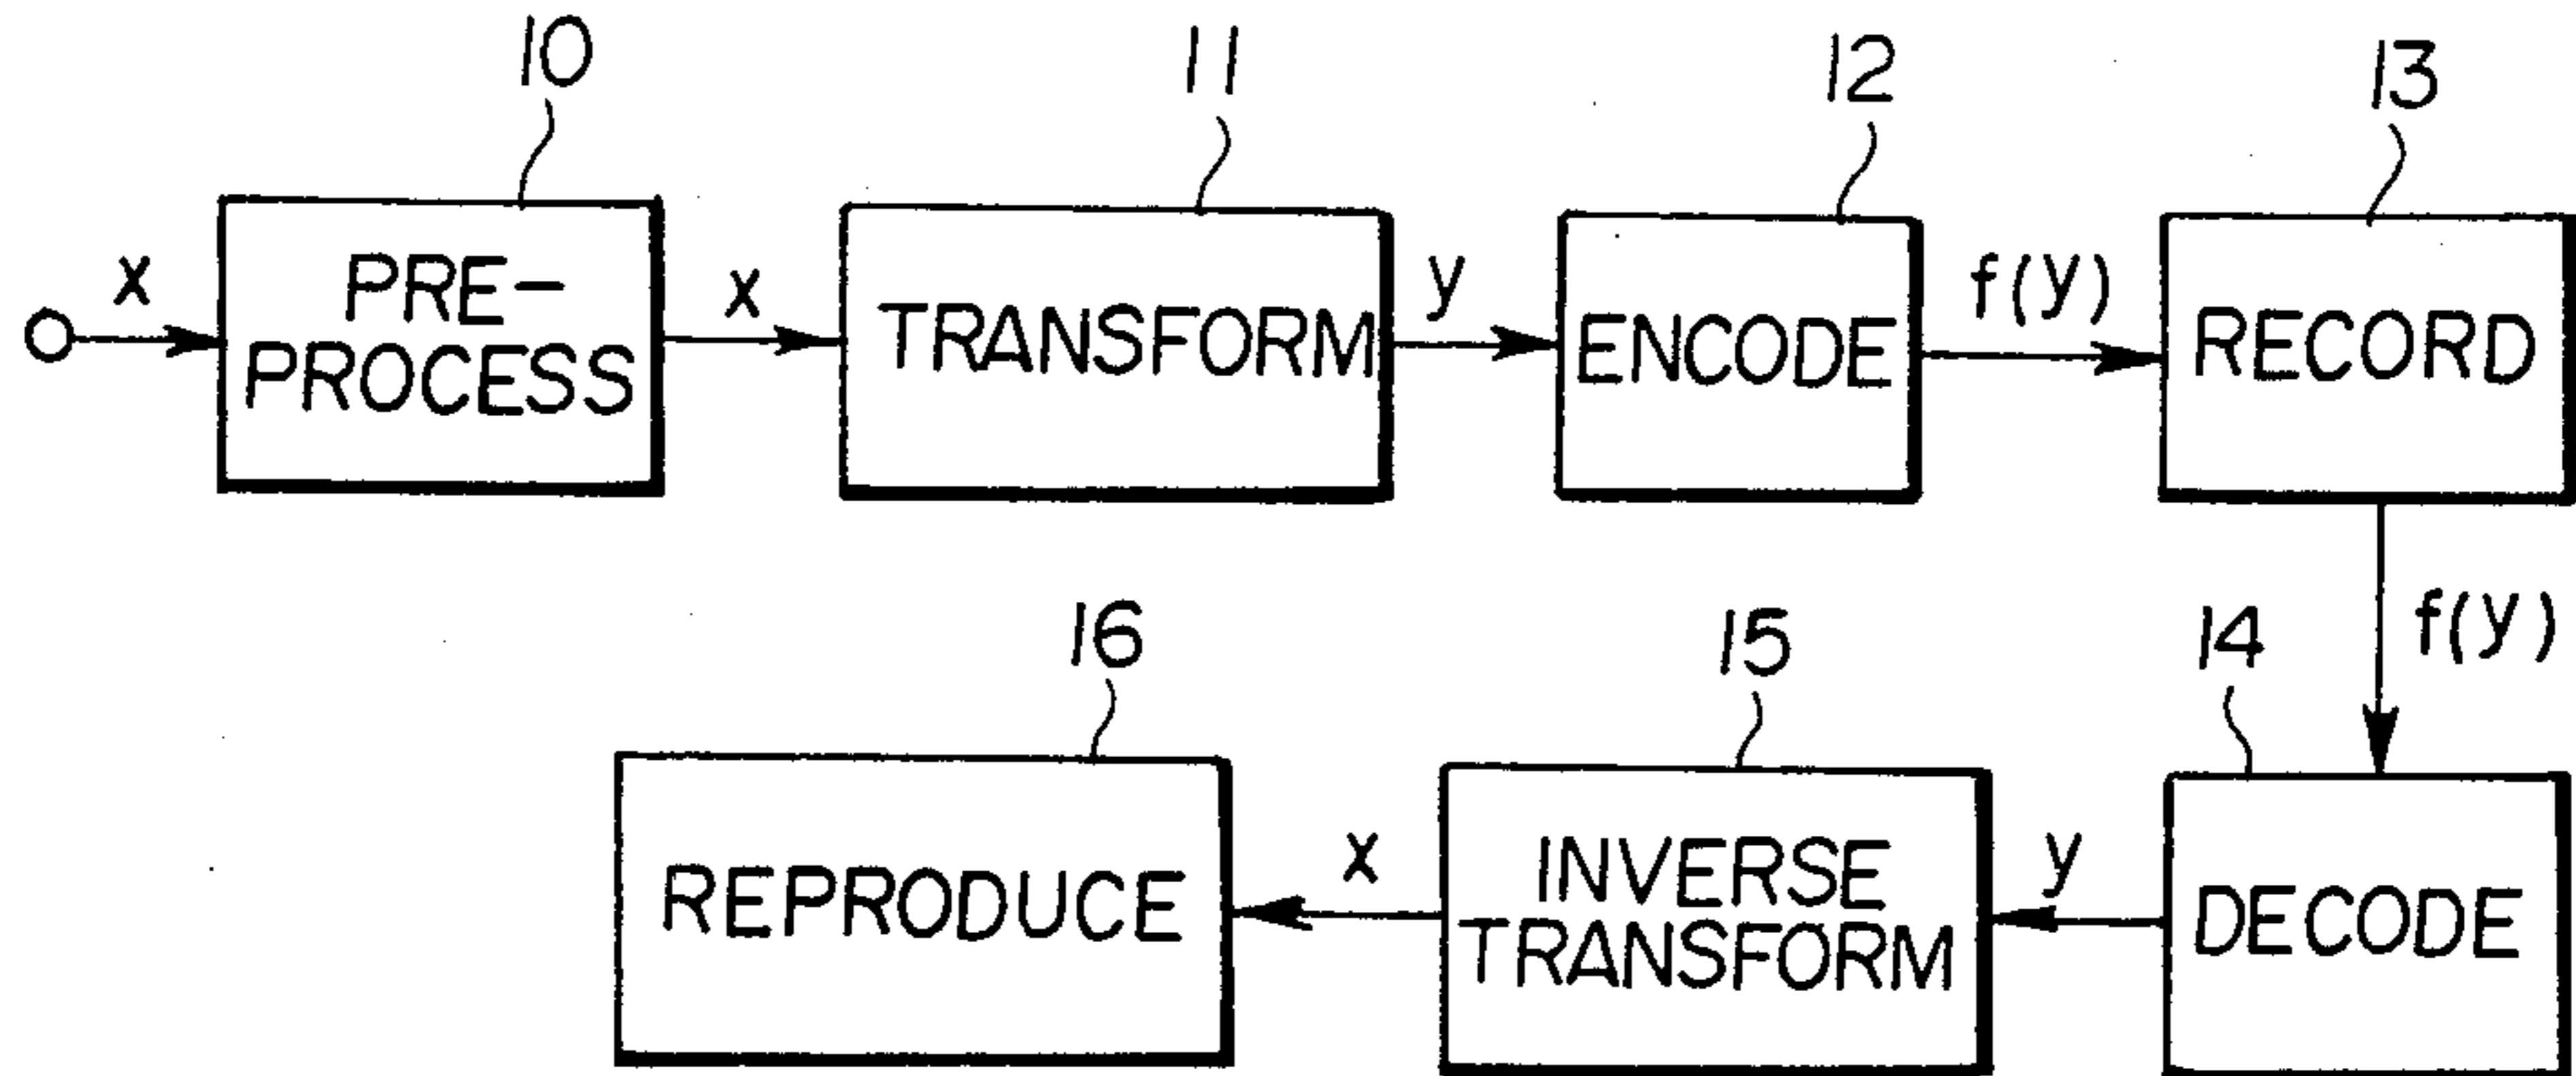 10
11
12
13
x
PRE-
PROCESS
x
TRANSFORM
y
ENCODE
f(y)
RECORD
f(y)
14
15
16
DECODE
y
INVERSE
TRANSFORM
x
REPRODUCE